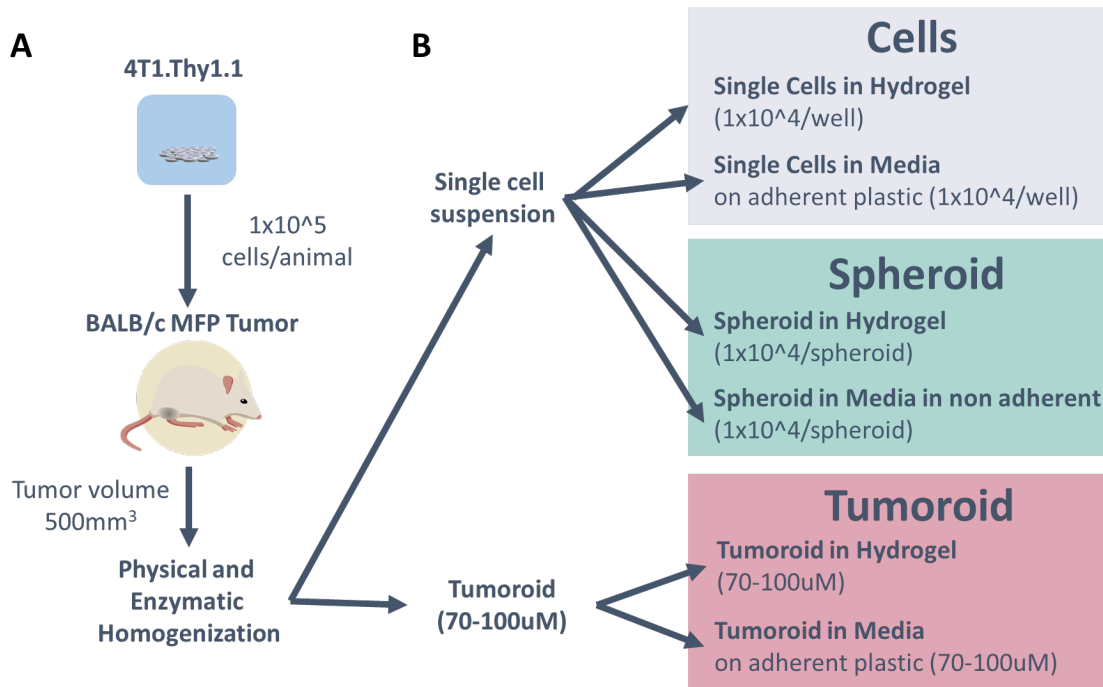 A
4T1.Thy1.1
1x10^5
cells/animal
BALB/c MFP Tumor
Tumor volume
500mm³
Physical and
Enzymatic
Homogenization
B
Single cell
suspension
Tumoroid
(70-100uM)
Cells
Single Cells in Hydrogel
(1x10^4/well)
Single Cells in Media
on adherent plastic (1x10^4/well)
Spheroid
Spheroid in Hydrogel
(1x10^4/spheroid)
Spheroid in Media in non adherent
(1x10^4/spheroid)
Tumoroid
Tumoroid in Hydrogel
(70-100uM)
Tumoroid in Media
on adherent plastic (70-100uM)